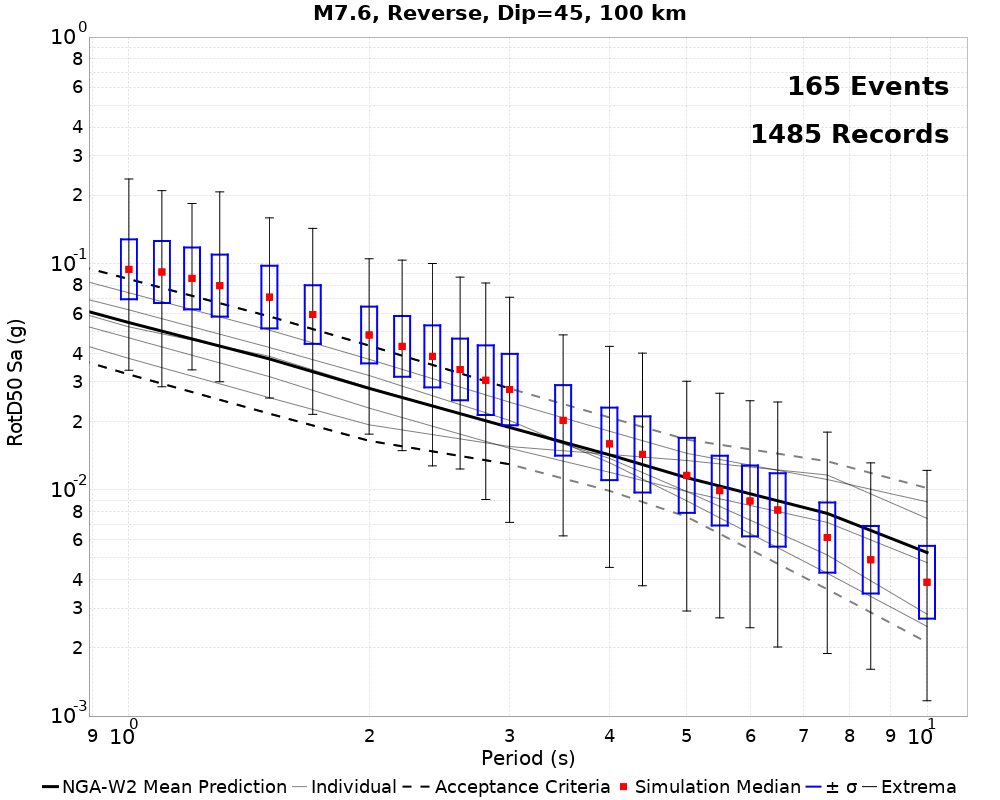 M7.6, Reverse, Dip=45, 100 km
165 Events
1485 Records
RotD50 Sa (g)
10^0
8
6
4
3
2
10^-1
8
6
4
3
2
10^-2
8
6
4
3
2
10^-3
9 10^0 2 3 4 5 6 7 8 9 10^1
Period (s)
NGA-W2 Mean Prediction Individual Acceptance Criteria Simulation Median ± σ Extrema